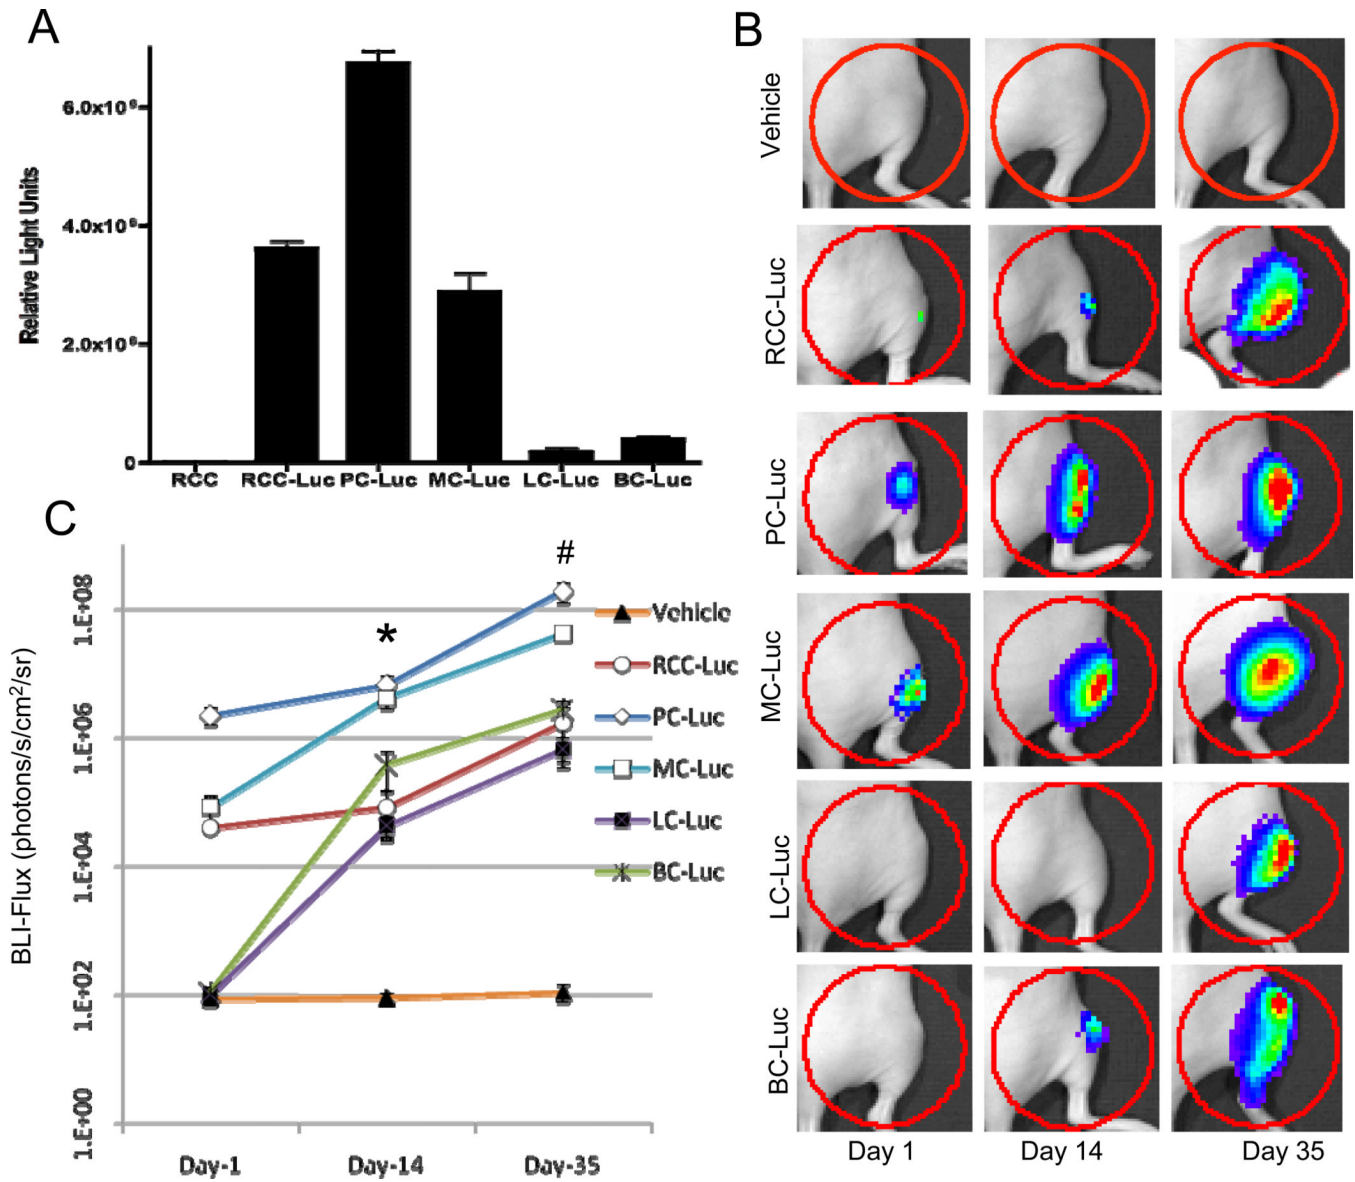 A
Relative Light Units
6.0x10⁶
4.0x10⁶
2.0x10⁶
0
RCC RCC-Luc PC-Luc MC-Luc LC-Luc BC-Luc
B
Vehicle
RCC-Luc
PC-Luc
MC-Luc
LC-Luc
BC-Luc
Day 1 Day 14 Day 35
C
BLI-Flux (photons/s/cm²/sr)
1.E+08
1.E+06
1.E+04
1.E+02
1.E+00
*
#
Vehicle
RCC-Luc
PC-Luc
MC-Luc
LC-Luc
BC-Luc
Day-1 Day-14 Day-35